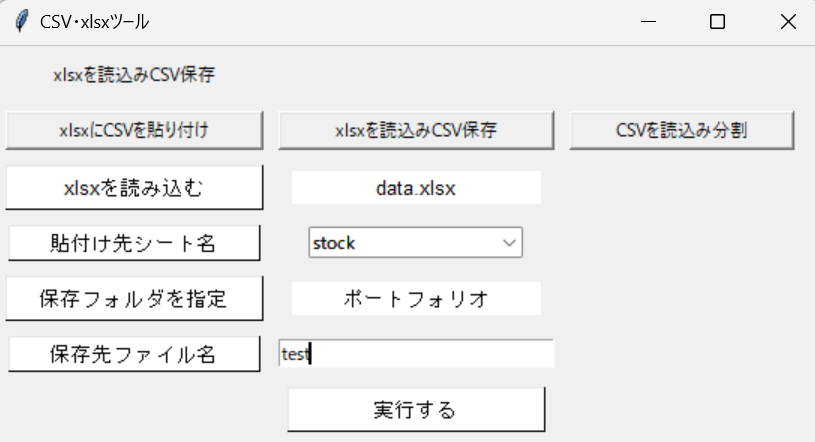 CSV・xlsxツール
xlsxを読込みCSV保存
xlsxにCSVを貼り付け xlsxを読込みCSV保存 CSVを読込み分割
xlsxを読み込む data.xlsx
貼付け先シート名 stock
保存フォルダを指定 ポートフォリオ
保存先ファイル名 test
実行する